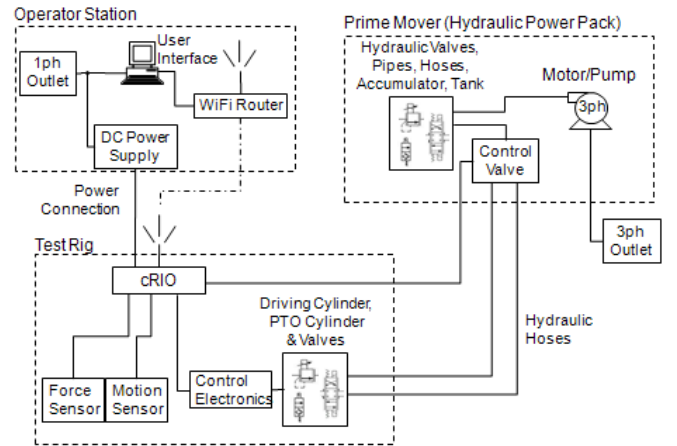 Operator Station
1ph
Outlet
User
Interface
WiFi Router
DC Power
Supply
Power
Connection
Prime Mover (Hydraulic Power Pack)
Hydraulic Valves,
Pipes, Hoses,
Accumulator, Tank
Motor/Pump
3ph
Control
Valve
3ph
Outlet
Test Rig
cRIO
Driving Cylinder,
PTO Cylinder
& Valves
Hydraulic
Hoses
Force
Sensor
Motion
Sensor
Control
Electronics